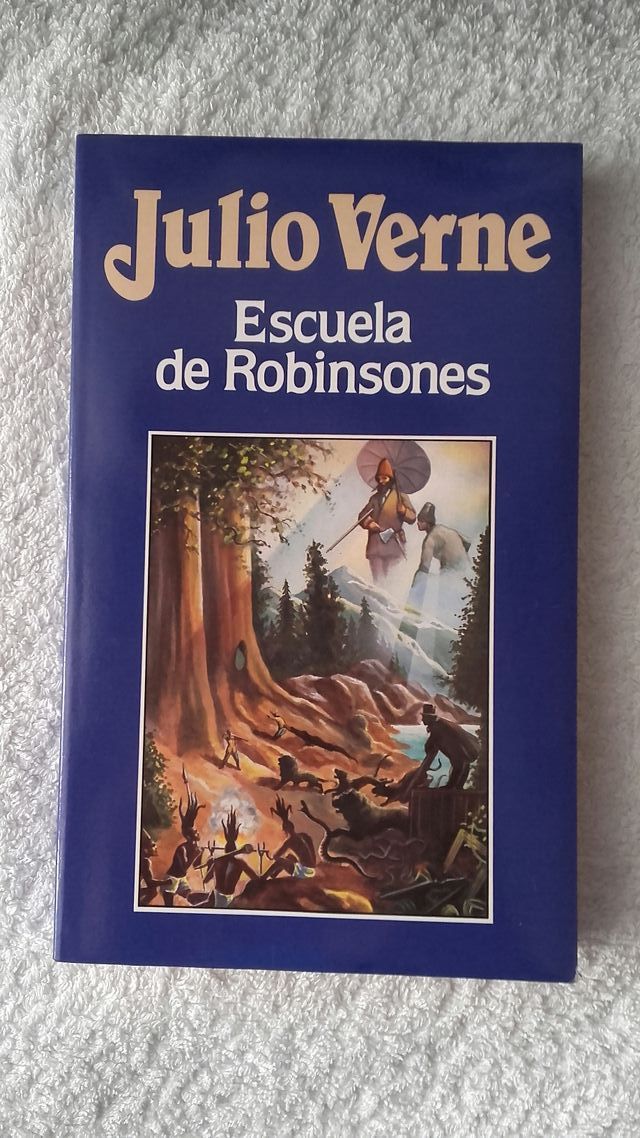 Julio Verne
Escuela
de Robinsones